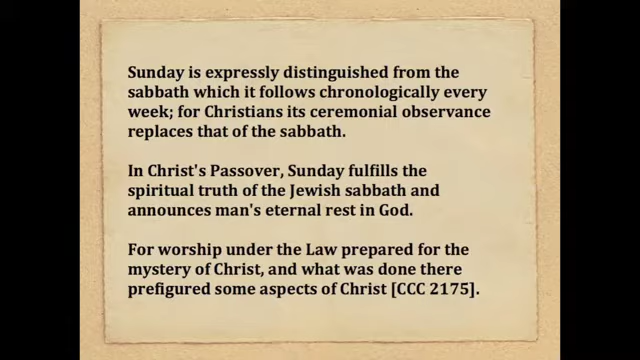 Sunday is expressly distinguished from the
sabbath which it follows chronologically every
week; for Christians its ceremonial observance
replaces that of the sabbath.
In Christ's Passover, Sunday fulfills the
spiritual truth of the Jewish sabbath and
announces man's eternal rest in God.
For worship under the Law prepared for the
mystery of Christ, and what was done there
prefigured some aspects of Christ [CCC 2175].